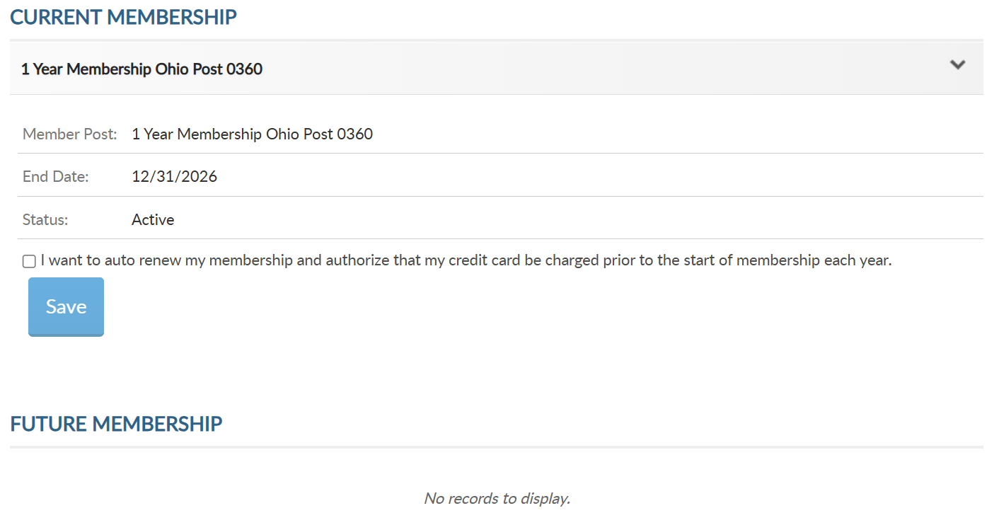 CURRENT MEMBERSHIP
1 Year Membership Ohio Post 0360
Member Post: 1 Year Membership Ohio Post 0360
End Date: 12/31/2026
Status: Active
I want to auto renew my membership and authorize that my credit card be charged prior to the start of membership each year.
Save
FUTURE MEMBERSHIP
No records to display.